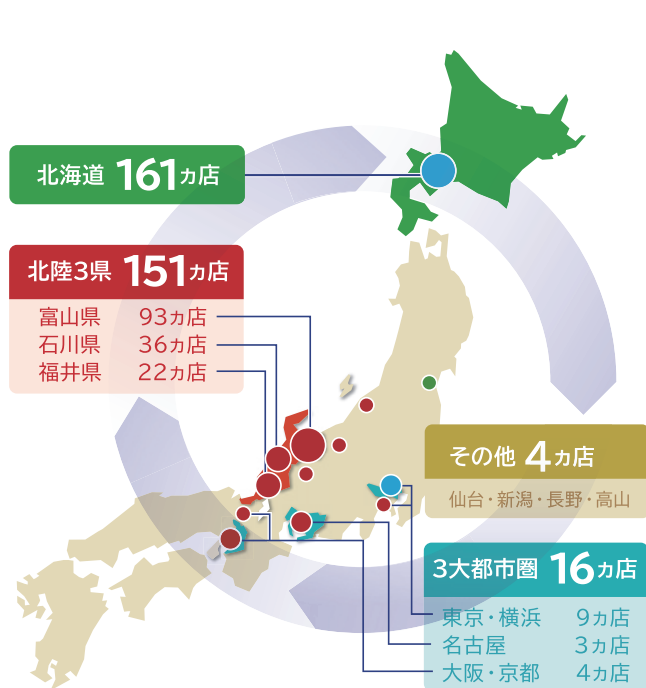 北海道 161ヵ店
北陸3県 151ヵ店
富山県 93ヵ店
石川県 36ヵ店
福井県 22ヵ店
その他 4ヵ店
仙台・新潟・長野・高山
3大都市圏 16ヵ店
東京・横浜 9ヵ店
名古屋 3ヵ店
大阪・京都 4ヵ店